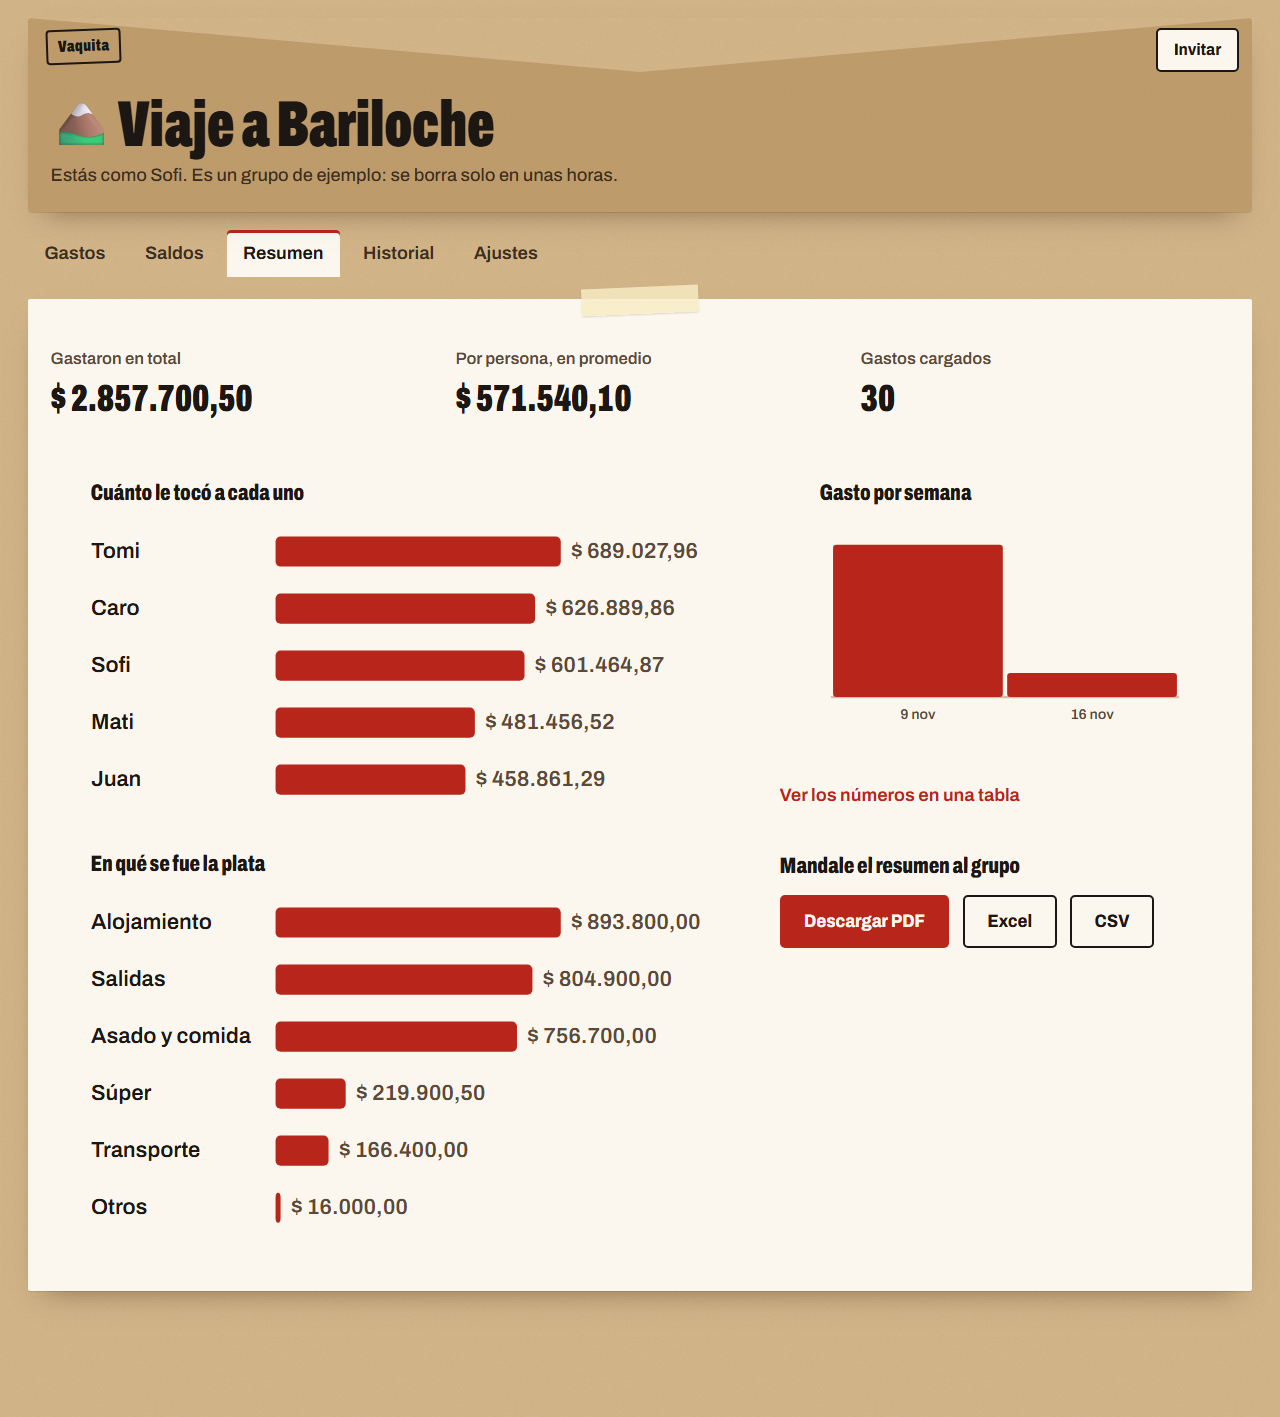 Vaquita
Invitar
Viaje a Bariloche
Estás como Sofi. Es un grupo de ejemplo: se borra solo en unas horas.
Gastos Saldos Resumen Historial Ajustes
Gastaron en total
$ 2.857.700,50
Por persona, en promedio
$ 571.540,10
Gastos cargados
30
Cuánto le tocó a cada uno
Tomi $ 689.027,96
Caro $ 626.889,86
Sofi $ 601.464,87
Mati $ 481.456,52
Juan $ 458.861,29
En qué se fue la plata
Alojamiento $ 893.800,00
Salidas $ 804.900,00
Asado y comida $ 756.700,00
Súper $ 219.900,50
Transporte $ 166.400,00
Otros $ 16.000,00
Gasto por semana
9 nov 16 nov
Ver los números en una tabla
Mandale el resumen al grupo
Descargar PDF Excel CSV